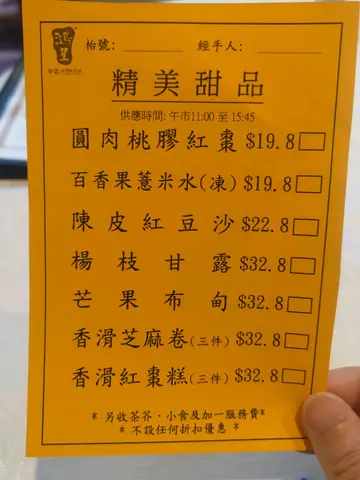 鴻星
枱號： 經手人：
精美甜品
供應時間: 午市11:00 至 15:45
圓肉桃膠紅棗 $19.8
百香果薏米水(凍) $19.8
陳皮紅豆沙 $22.8
楊枝甘露 $32.8
芒果布甸 $32.8
香滑芝麻卷(三件) $32.8
香滑紅棗糕(三件) $32.8
* 另收茶芥、小食及加一服務費*
* 不設任何折扣優惠 *